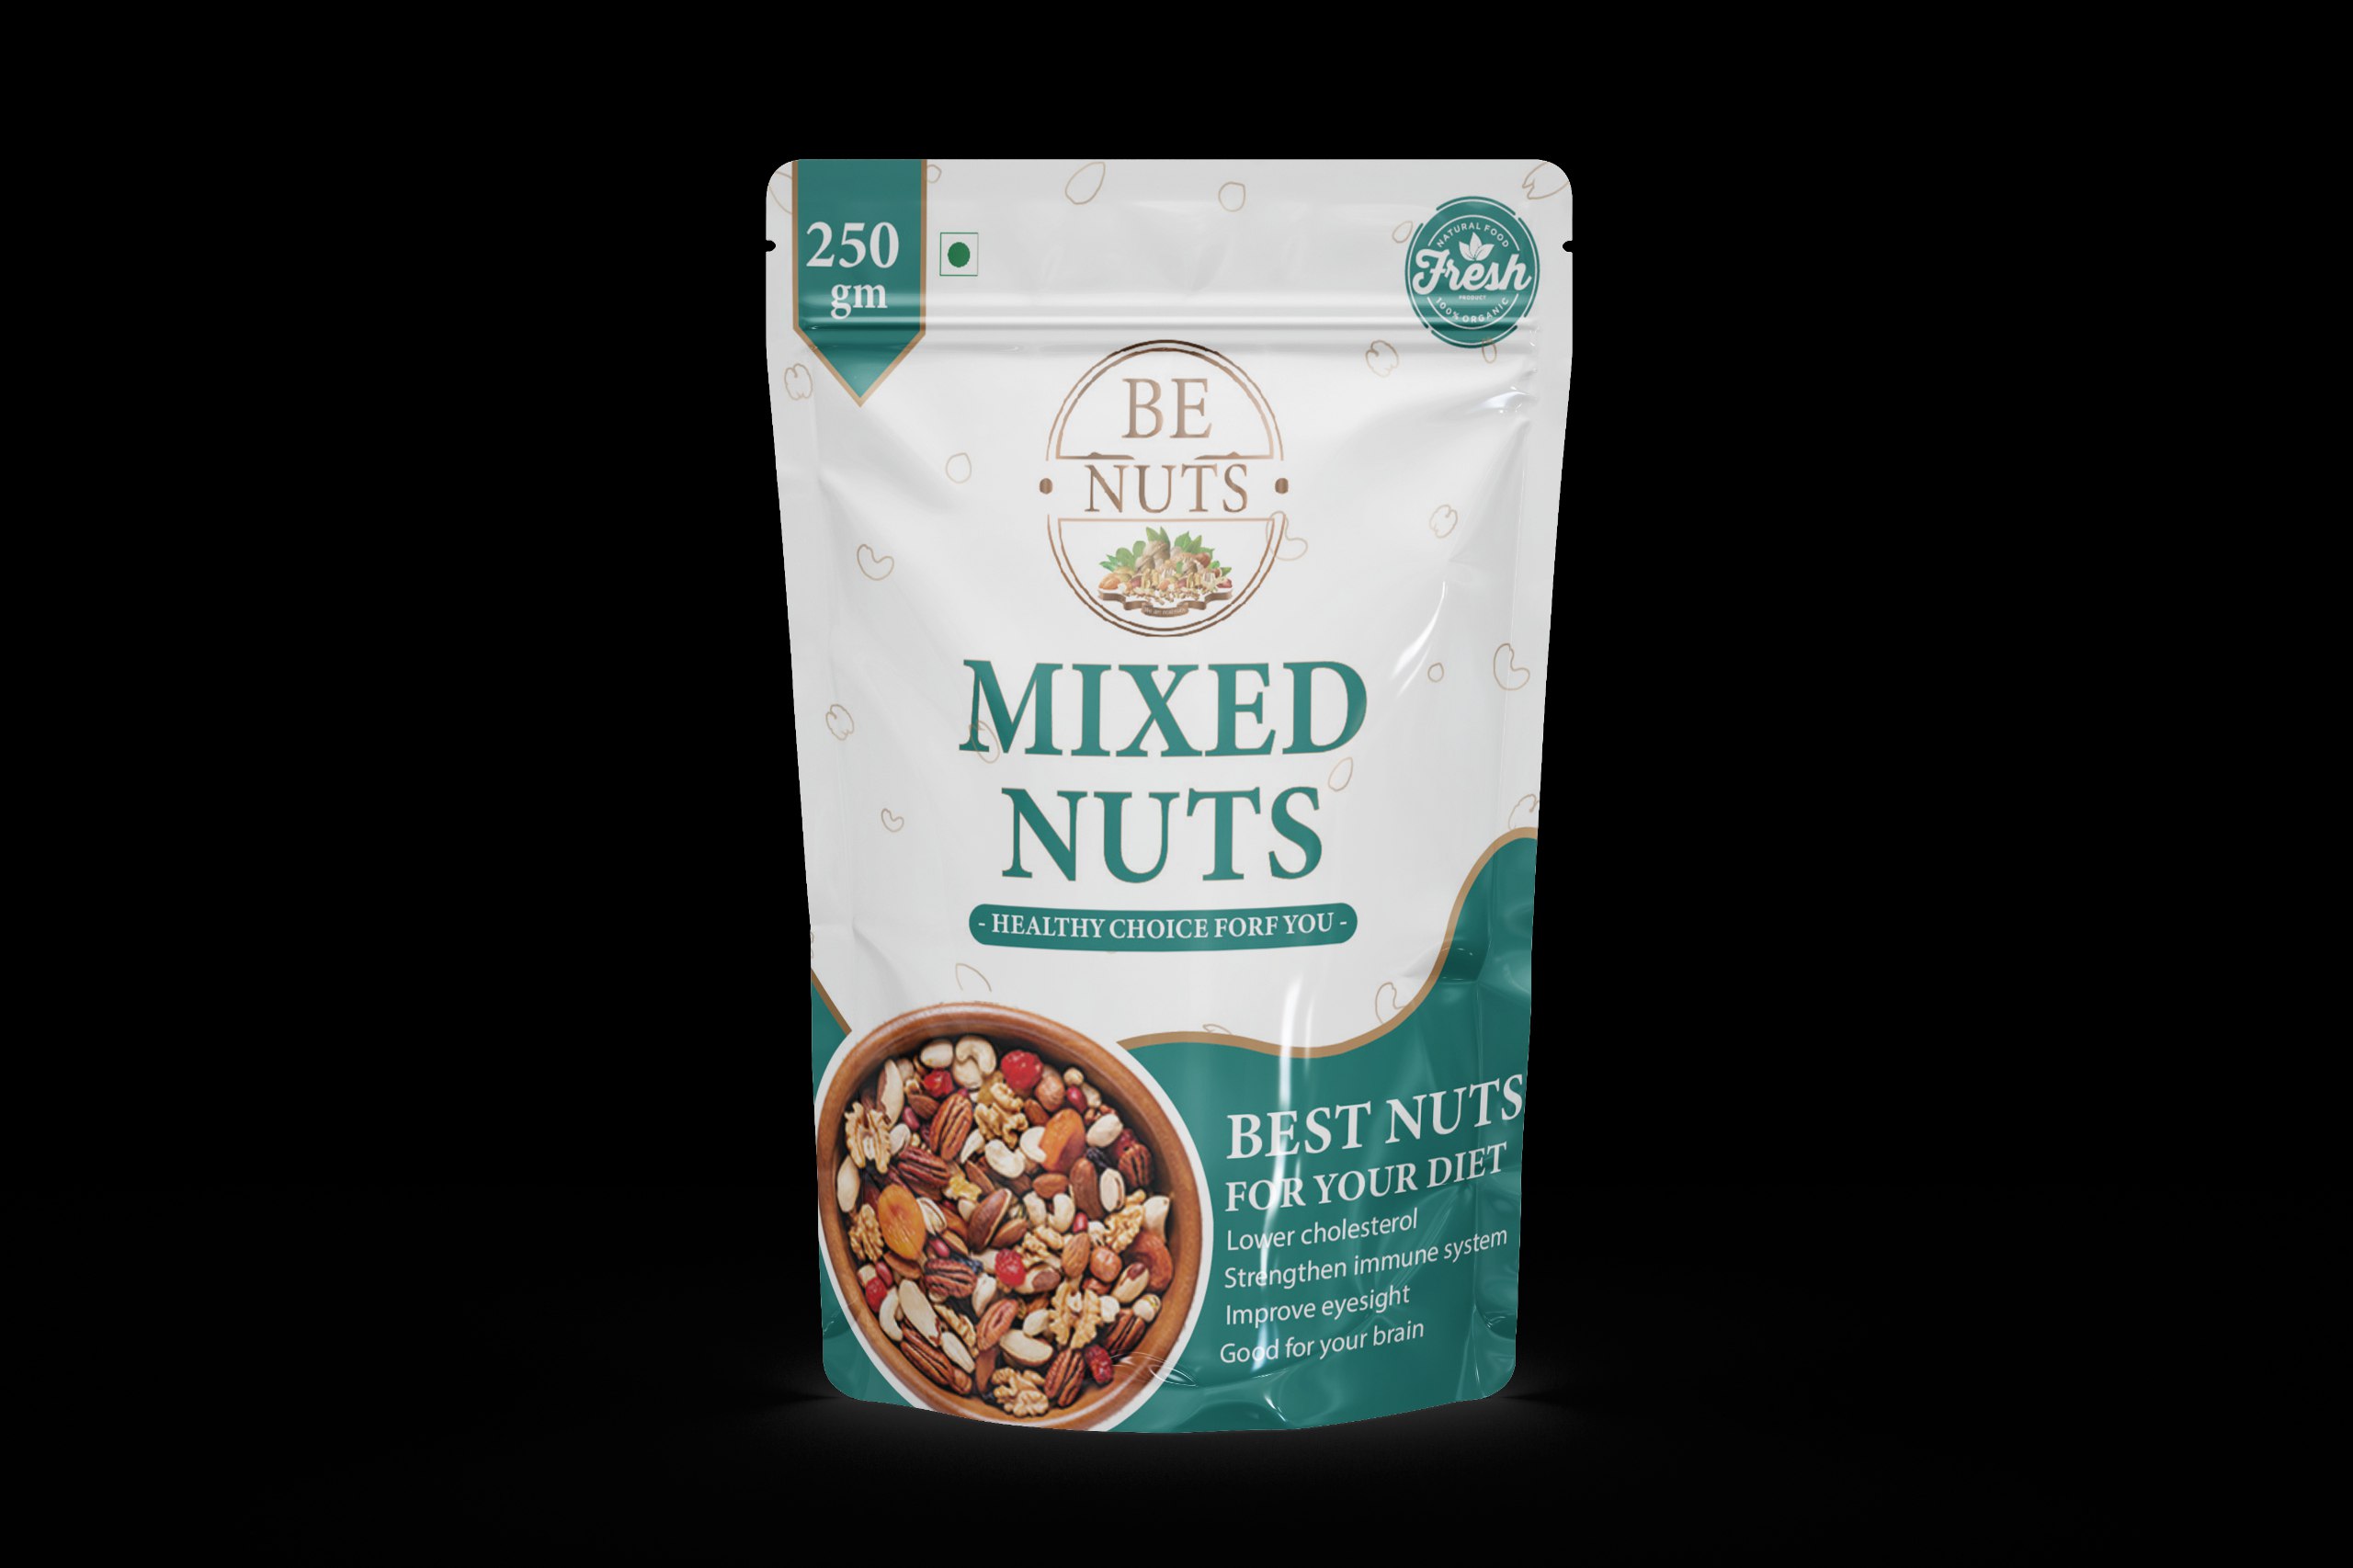 250
gm
NATURAL FOOD
Fresh
PRODUCT
100% ORGANIC
BE
NUTS
MIXED
NUTS
- HEALTHY CHOICE FORF YOU -
BEST NUTS
FOR YOUR DIET
Lower cholesterol
Strengthen immune system
Improve eyesight
Good for your brain